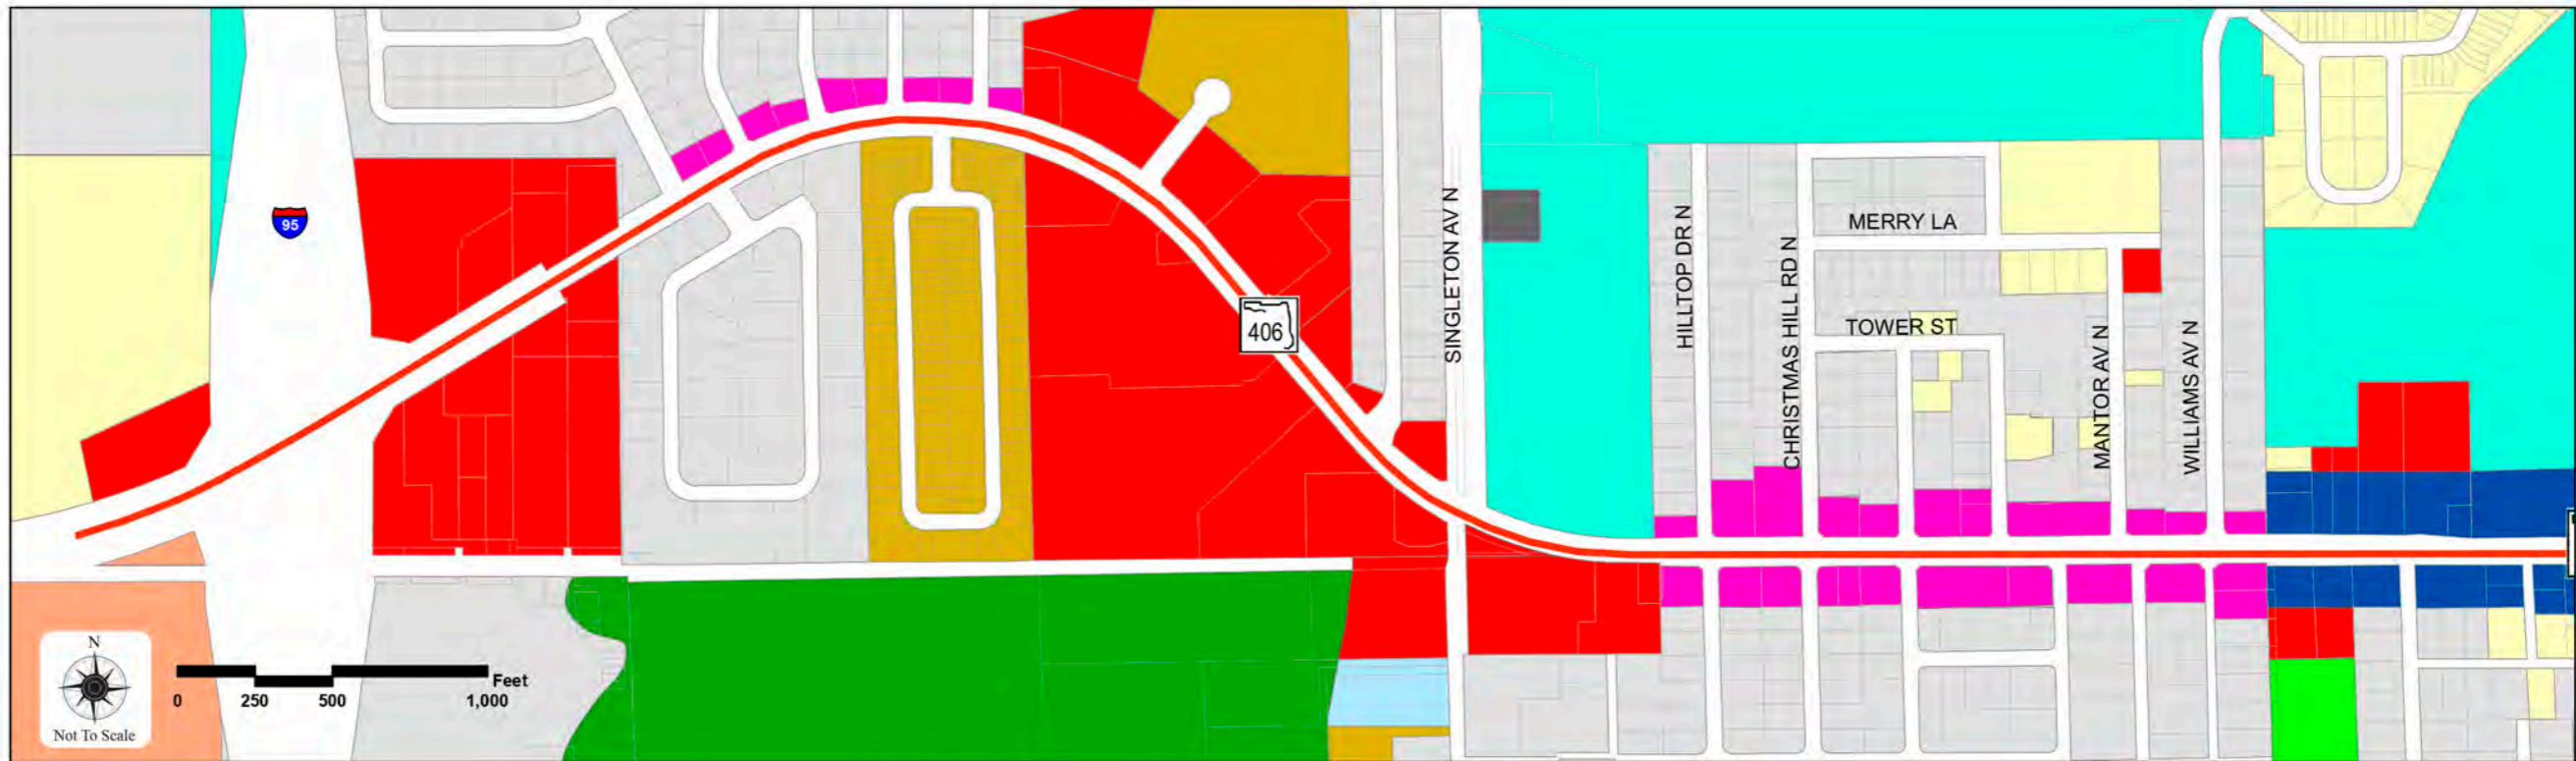 95
406
SINGLETON AV N
HILLTOP DR N
CHRISTMAS HILL RD N
MERRY LA
TOWER ST
MANTOR AV N
WILLIAMS AV N
N
Not To Scale
Feet
0 250 500 1,000